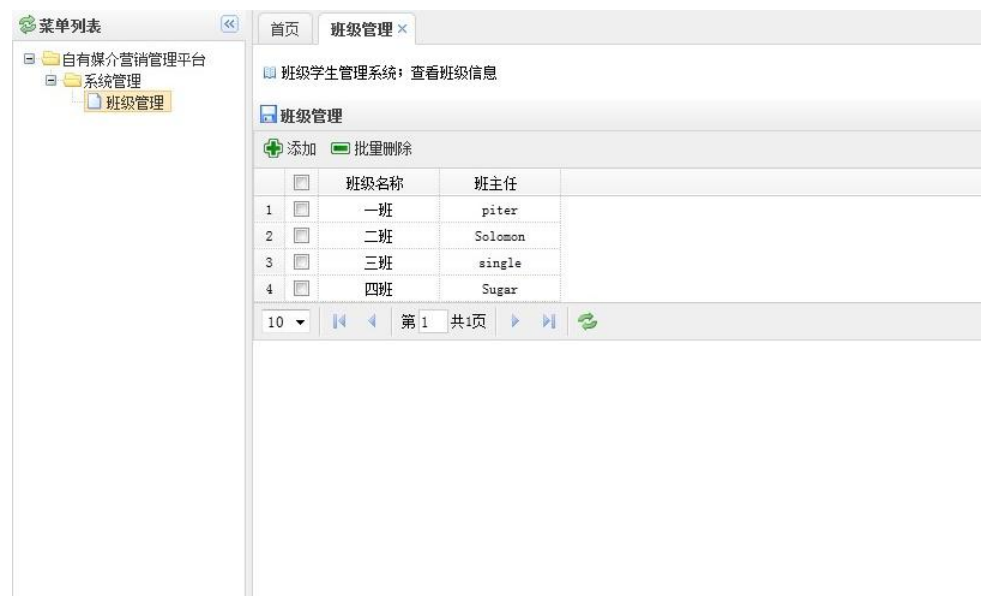 菜单列表
自有媒介营销管理平台
系统管理
班级管理
首页 班级管理
班级学生管理系统；查看班级信息
班级管理
添加 批里删除
班级名称 班主任
1 一班 piter
2 二班 Solomon
3 三班 single
4 四班 Sugar
10 第 1 共1页